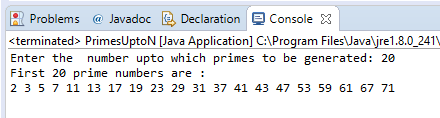 Problems @ Javadoc Declaration Console
<terminated> PrimesUptoN [Java Application] C:\Program Files\Java\jre1.8.0_241\
Enter the  number upto which primes to be generated: 20
First 20 prime numbers are :
2 3 5 7 11 13 17 19 23 29 31 37 41 43 47 53 59 61 67 71